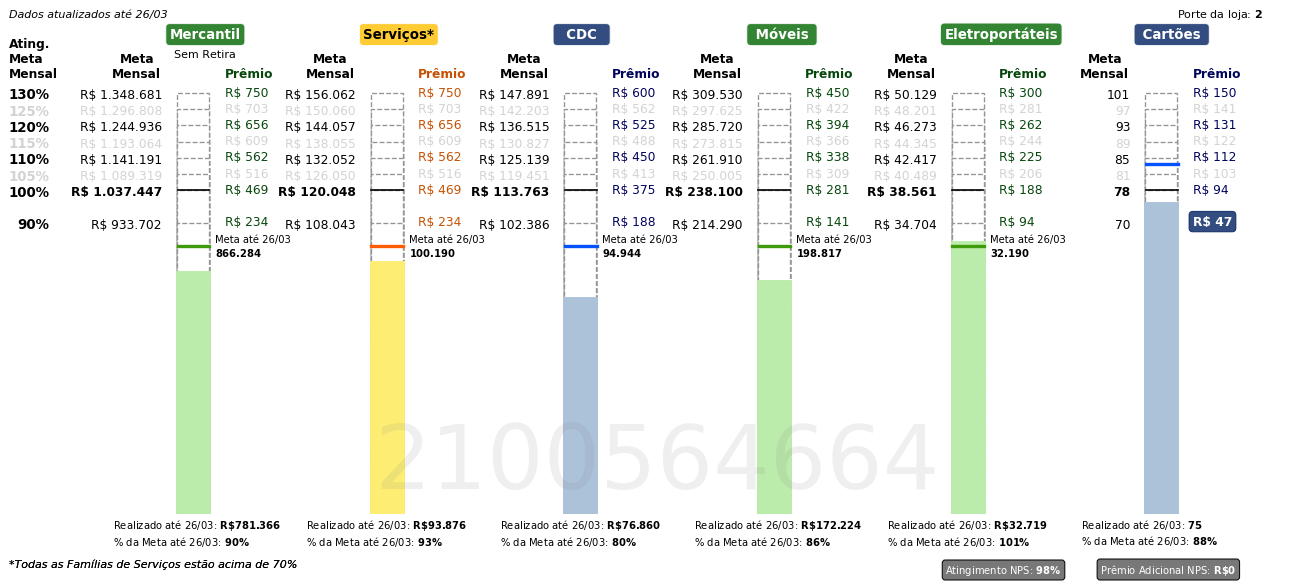 Dados atualizados até 26/03
Porte da loja: 2
Mercantil Serviços* CDC Móveis Eletroportáteis Cartões
Sem Retira
Ating. Meta Mensal
Meta Mensal Prêmio Meta Mensal Prêmio Meta Mensal Prêmio Meta Mensal Prêmio Meta Mensal Prêmio Meta Mensal Prêmio
130% R$ 1.348.681 R$ 750 R$ 156.062 R$ 750 R$ 147.891 R$ 600 R$ 309.530 R$ 450 R$ 50.129 R$ 300 101 R$ 150
125% R$ 1.296.808 R$ 703 R$ 150.060 R$ 703 R$ 142.203 R$ 562 R$ 297.625 R$ 422 R$ 48.201 R$ 281 97 R$ 141
120% R$ 1.244.936 R$ 656 R$ 144.057 R$ 656 R$ 136.515 R$ 525 R$ 285.720 R$ 394 R$ 46.273 R$ 262 93 R$ 131
115% R$ 1.193.064 R$ 609 R$ 138.055 R$ 609 R$ 130.827 R$ 488 R$ 273.815 R$ 366 R$ 44.345 R$ 244 89 R$ 122
110% R$ 1.141.191 R$ 562 R$ 132.052 R$ 562 R$ 125.139 R$ 450 R$ 261.910 R$ 338 R$ 42.417 R$ 225 85 R$ 112
105% R$ 1.089.319 R$ 516 R$ 126.050 R$ 516 R$ 119.451 R$ 413 R$ 250.005 R$ 309 R$ 40.489 R$ 206 81 R$ 103
100% R$ 1.037.447 R$ 469 R$ 120.048 R$ 469 R$ 113.763 R$ 375 R$ 238.100 R$ 281 R$ 38.561 R$ 188 78 R$ 94
90% R$ 933.702 R$ 234 R$ 108.043 R$ 234 R$ 102.386 R$ 188 R$ 214.290 R$ 141 R$ 34.704 R$ 94 70 R$ 47
Meta até 26/03 Meta até 26/03 Meta até 26/03 Meta até 26/03 Meta até 26/03
866.284 100.190 94.944 198.817 32.190
2100564664
Realizado até 26/03: R$781.366 Realizado até 26/03: R$93.876 Realizado até 26/03: R$76.860 Realizado até 26/03: R$172.224 Realizado até 26/03: R$32.719 Realizado até 26/03: 75
% da Meta até 26/03: 90% % da Meta até 26/03: 93% % da Meta até 26/03: 80% % da Meta até 26/03: 86% % da Meta até 26/03: 101% % da Meta até 26/03: 88%
*Todas as Famílias de Serviços estão acima de 70%
Atingimento NPS: 98% Prêmio Adicional NPS: R$0